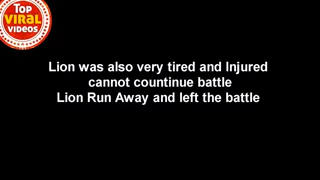 TOP
VIRAL
VIDEOS
Lion was also very tired and Injured
cannot countinue battle
Lion Run Away and left the battle